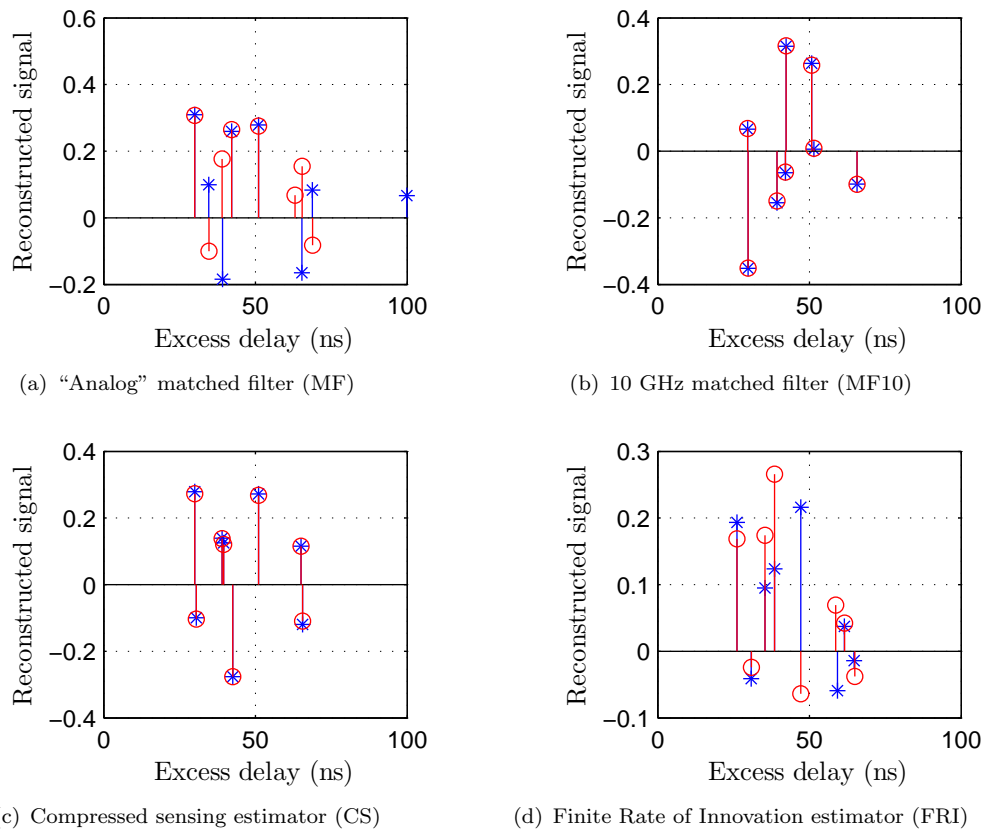 0.6
0.4
0.2
0
−0.2
0
50
100
Reconstructed signal
Excess delay (ns)
(a) “Analog” matched filter (MF)
0.4
0.2
0
−0.2
−0.4
0
50
100
Reconstructed signal
Excess delay (ns)
(b) 10 GHz matched filter (MF10)
0.4
0.2
0
−0.2
−0.4
0
50
100
Reconstructed signal
Excess delay (ns)
c) Compressed sensing estimator (CS)
0.3
0.2
0.1
0
−0.1
0
50
100
Reconstructed signal
Excess delay (ns)
(d) Finite Rate of Innovation estimator (FRI)